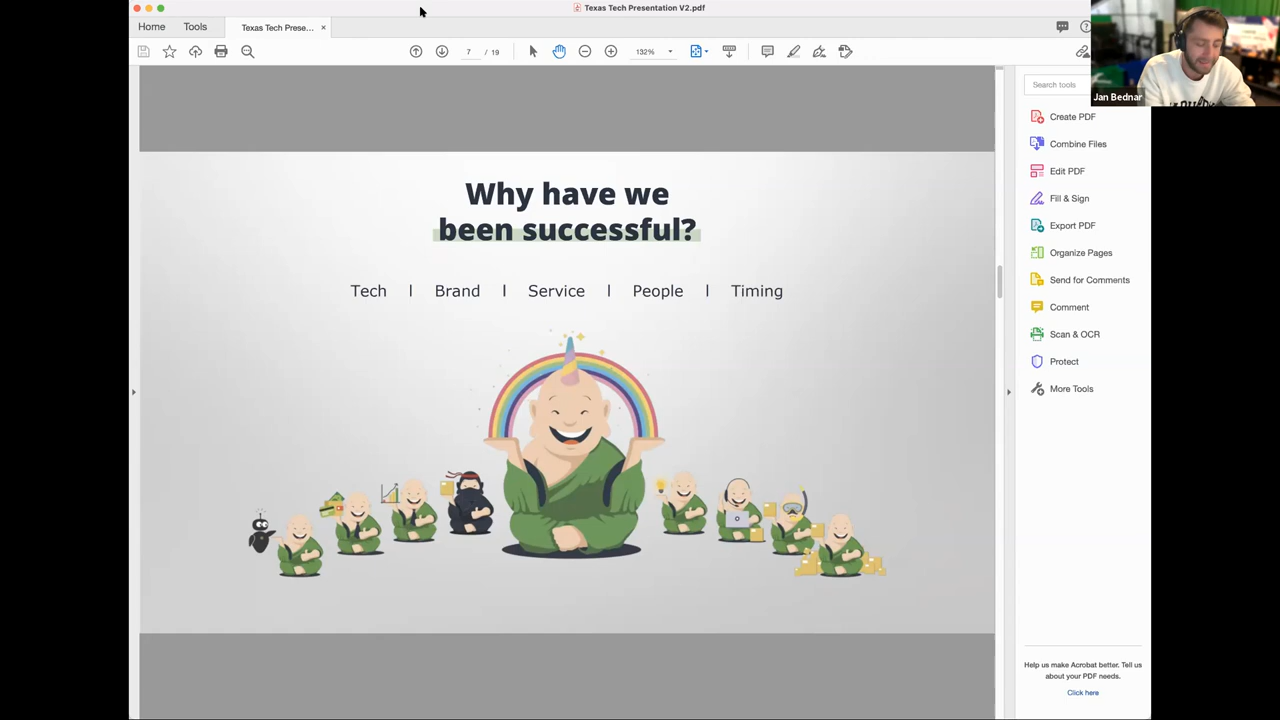 Texas Tech Presentation V2.pdf
Home
Tools
Texas Tech Prese...
×
7 / 19
132%
Search tools
Jan Bednar
Create PDF
Combine Files
Edit PDF
Fill & Sign
Export PDF
Organize Pages
Send for Comments
Comment
Scan & OCR
Protect
More Tools
Why have we
been successful?
Tech | Brand | Service | People | Timing
Help us make Acrobat better. Tell us
about your PDF needs.
Click here